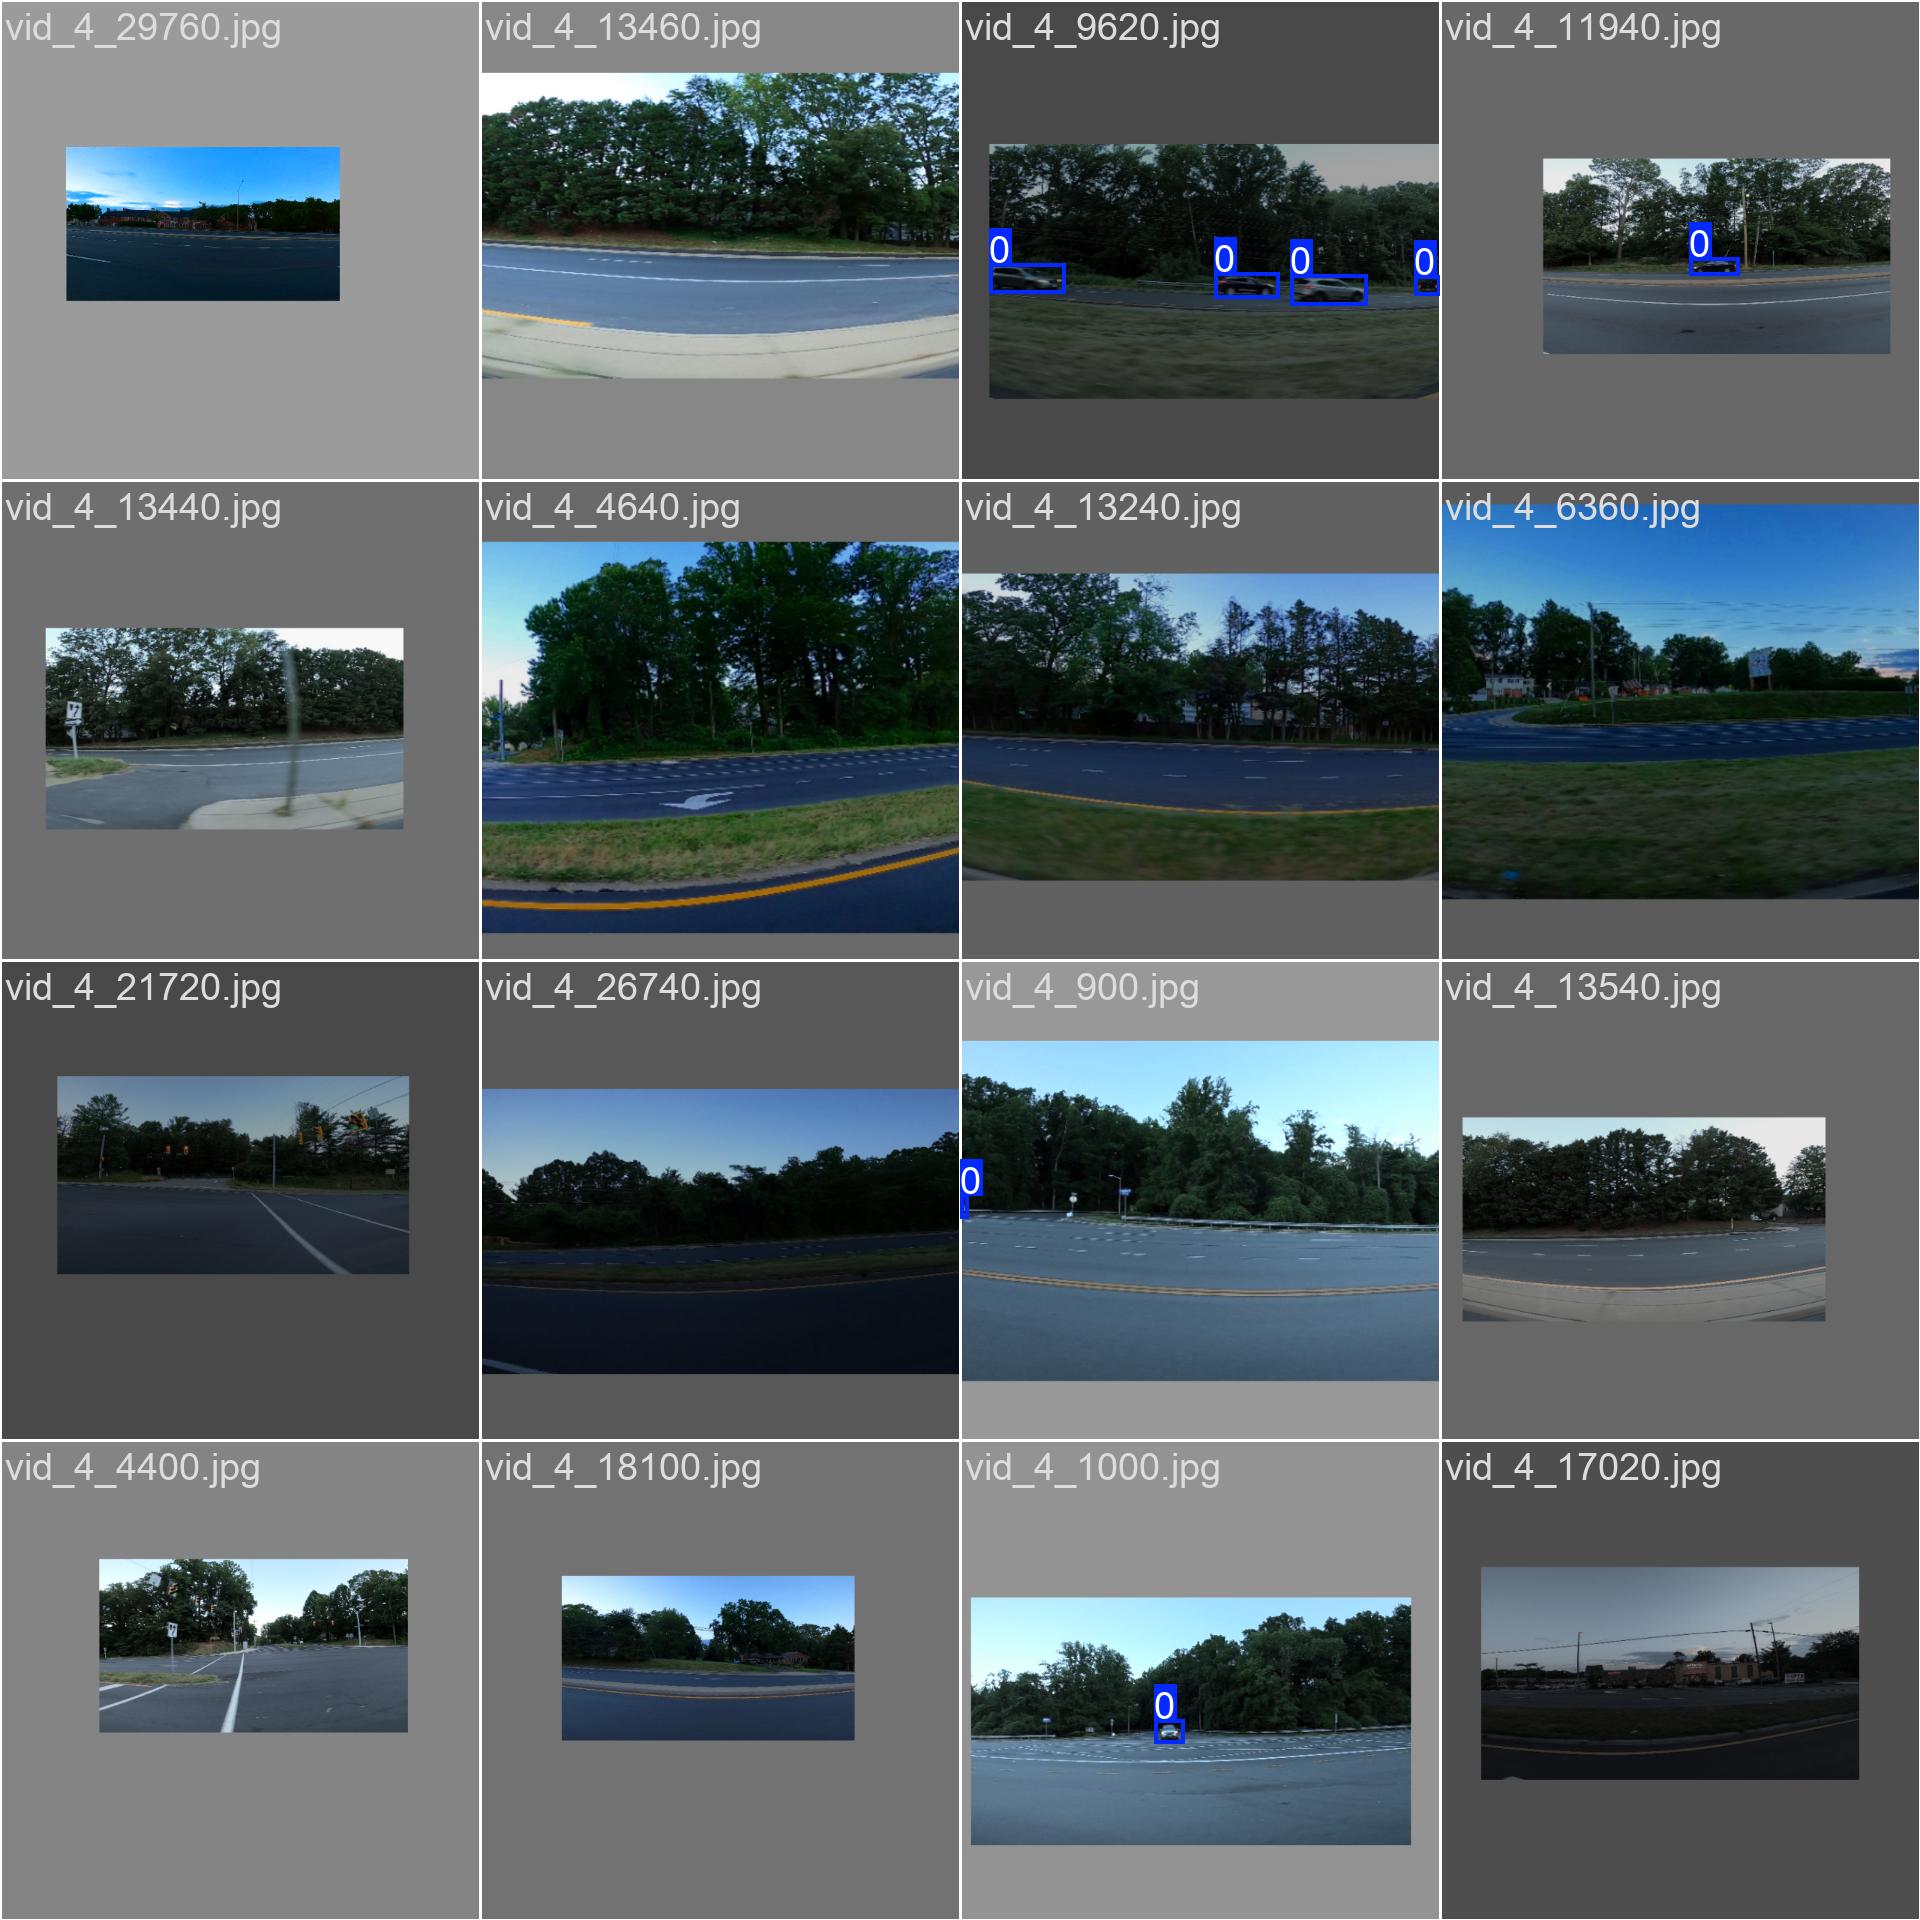 vid_4_29760.jpg
vid_4_13460.jpg
vid_4_9620.jpg
vid_4_11940.jpg
0
0
0
0
0
vid_4_13440.jpg
vid_4_4640.jpg
vid_4_13240.jpg
vid_4_6360.jpg
vid_4_21720.jpg
vid_4_26740.jpg
vid_4_900.jpg
vid_4_13540.jpg
0
vid_4_4400.jpg
vid_4_18100.jpg
vid_4_1000.jpg
vid_4_17020.jpg
0